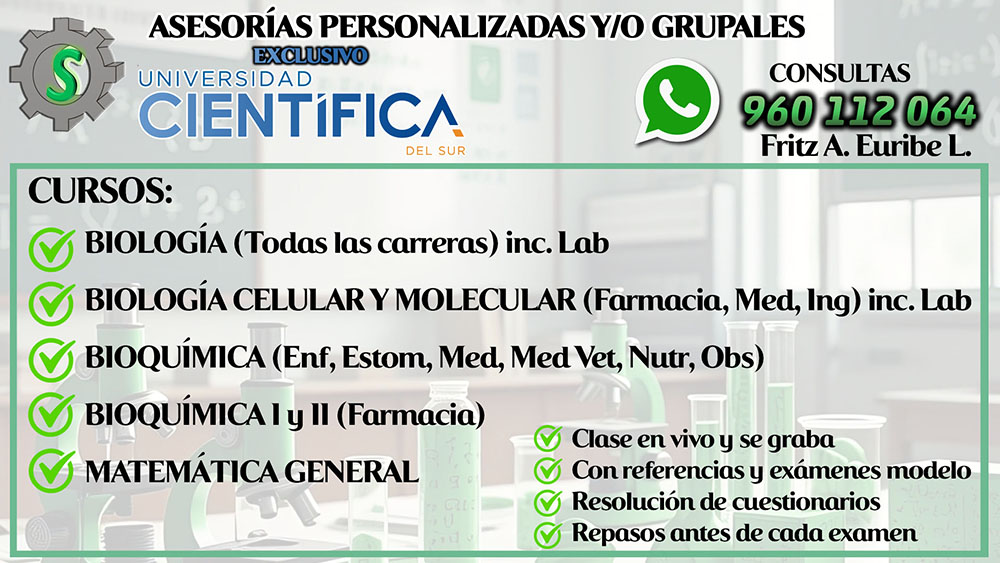 ASESORÍAS PERSONALIZADAS Y/O GRUPALES
EXCLUSIVO
UNIVERSIDAD
CIENTÍFICA
DEL SUR
S
CONSULTAS
960 112 064
Fritz A. Euribe L.
CURSOS:
BIOLOGÍA (Todas las carreras) inc. Lab
BIOLOGÍA CELULAR Y MOLECULAR (Farmacia, Med, Ing) inc. Lab
BIOQUÍMICA (Enf, Estom, Med, Med Vet, Nutr, Obs)
BIOQUÍMICA I y II (Farmacia)
MATEMÁTICA GENERAL
Clase en vivo y se graba
Con referencias y exámenes modelo
Resolución de cuestionarios
Repasos antes de cada examen